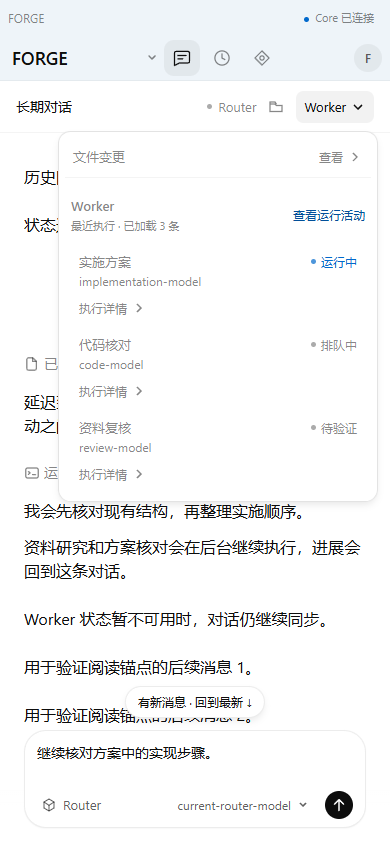 FORGE
Core 已连接
FORGE
F
长期对话
Router
Worker
文件变更
查看
Worker
最近执行 · 已加载 3 条
查看运行活动
实施方案
运行中
implementation-model
执行详情
代码核对
排队中
code-model
执行详情
资料复核
待验证
review-model
执行详情
历史
状态
已
延迟
动之
运
我会先核对现有结构，再整理实施顺序。
资料研究和方案核对会在后台继续执行，进展会
回到这条对话。
Worker 状态暂不可用时，对话仍继续同步。
用于验证阅读锚点的后续消息 1。
用于验证阅读锚点的后续消息 2。
有新消息 · 回到最新 ↓
继续核对方案中的实现步骤。
Router
current-router-model